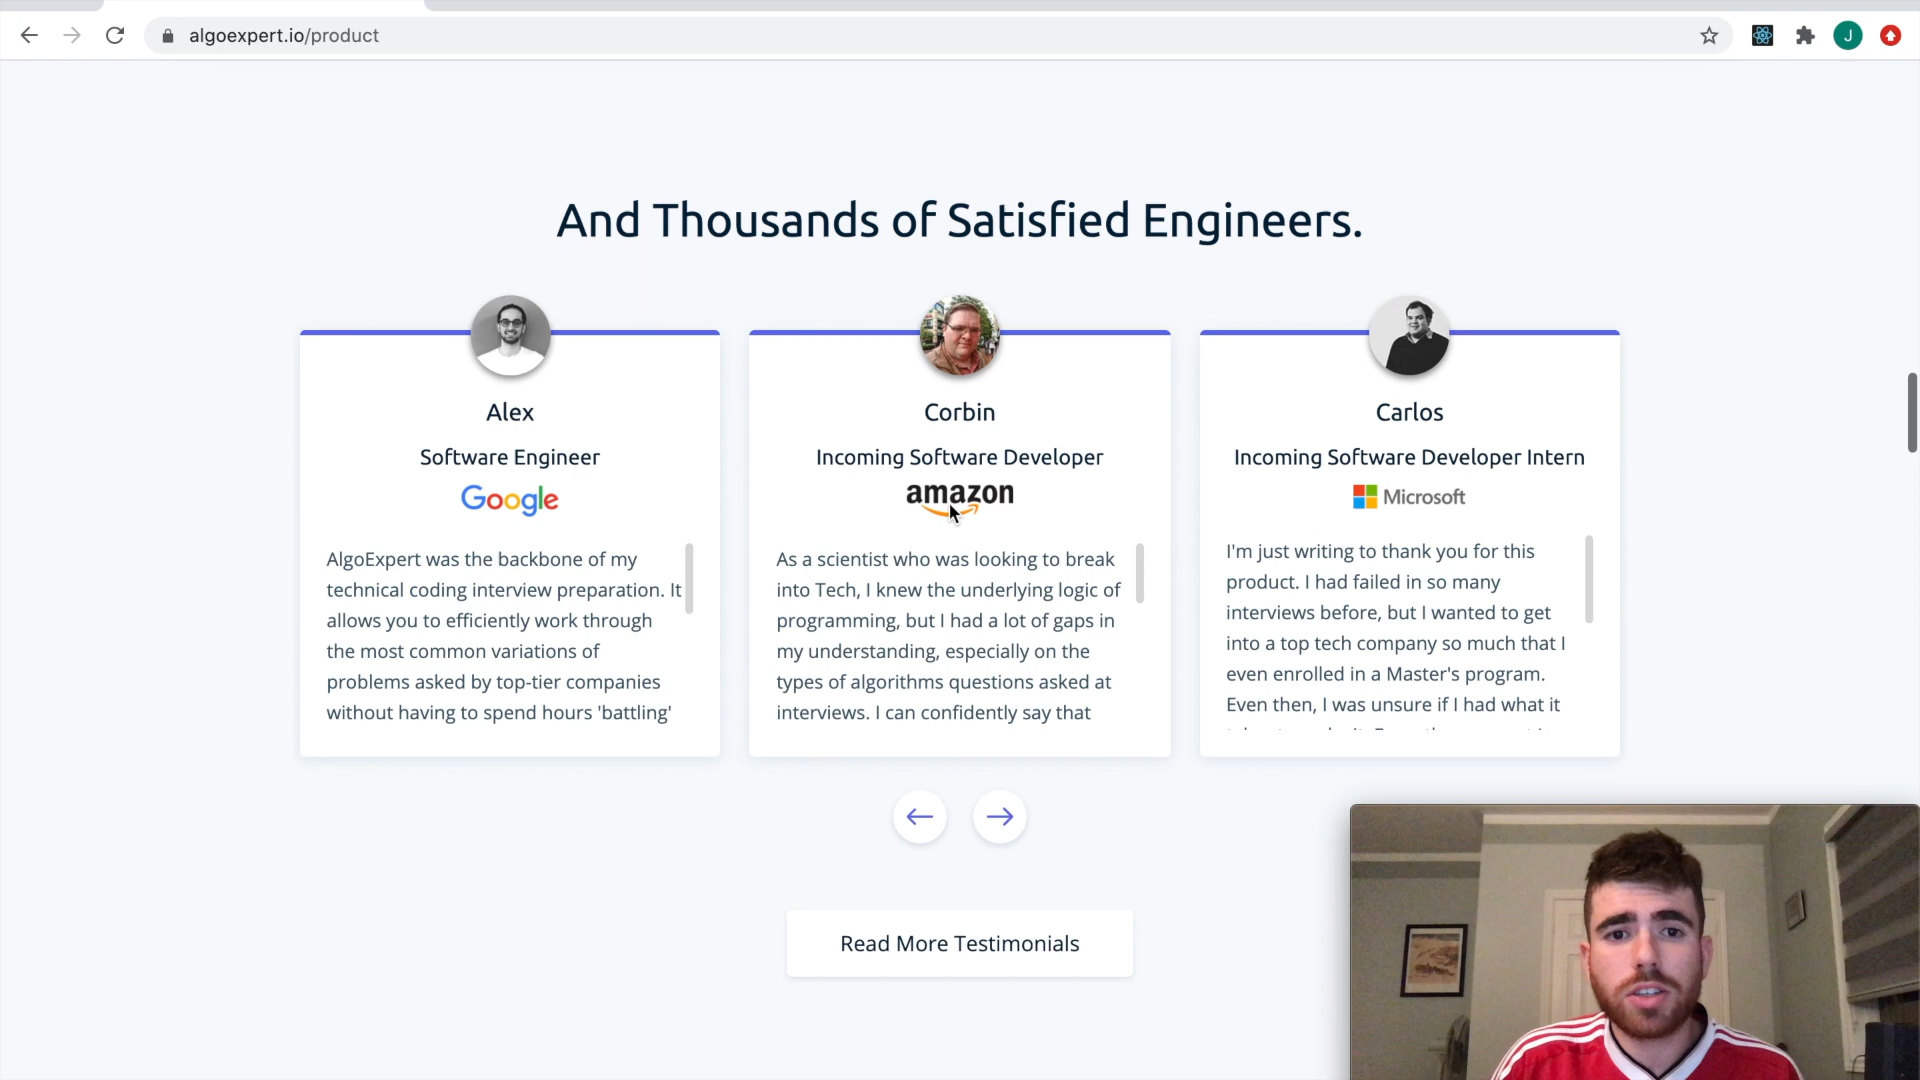 algoexpert.io/product
J
And Thousands of Satisfied Engineers.
Alex
Software Engineer
Google
AlgoExpert was the backbone of my
technical coding interview preparation. It
allows you to efficiently work through
the most common variations of
problems asked by top-tier companies
without having to spend hours 'battling'
Corbin
Incoming Software Developer
amazon
As a scientist who was looking to break
into Tech, I knew the underlying logic of
programming, but I had a lot of gaps in
my understanding, especially on the
types of algorithms questions asked at
interviews. I can confidently say that
Carlos
Incoming Software Developer Intern
Microsoft
I'm just writing to thank you for this
product. I had failed in so many
interviews before, but I wanted to get
into a top tech company so much that I
even enrolled in a Master's program.
Even then, I was unsure if I had what it
Read More Testimonials